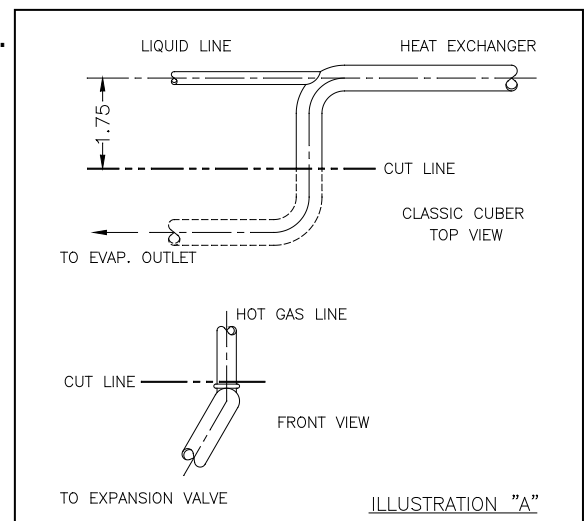 LIQUID LINE
HEAT EXCHANGER
1.75
CUT LINE
CLASSIC CUBER
TOP VIEW
TO EVAP. OUTLET
HOT GAS LINE
CUT LINE
FRONT VIEW
TO EXPANSION VALVE
ILLUSTRATION "A"